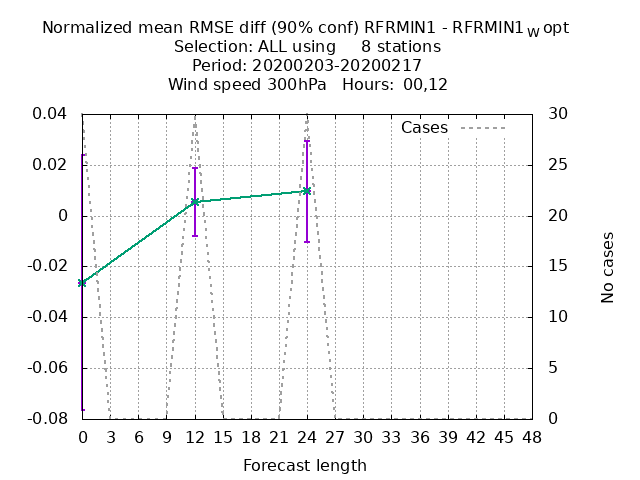 Normalized mean RMSE diff (90% conf) RFRMIN1 - RFRMIN1W opt
Selection: ALL using 8 stations
Period: 20200203-20200217
Wind speed 300hPa Hours: 00,12
Cases
0.04
0.02
0
-0.02
-0.04
-0.06
-0.08
30
25
20
15
10
5
0
No cases
0 3 6 9 12 15 18 21 24 27 30 33 36 39 42 45 48
Forecast length